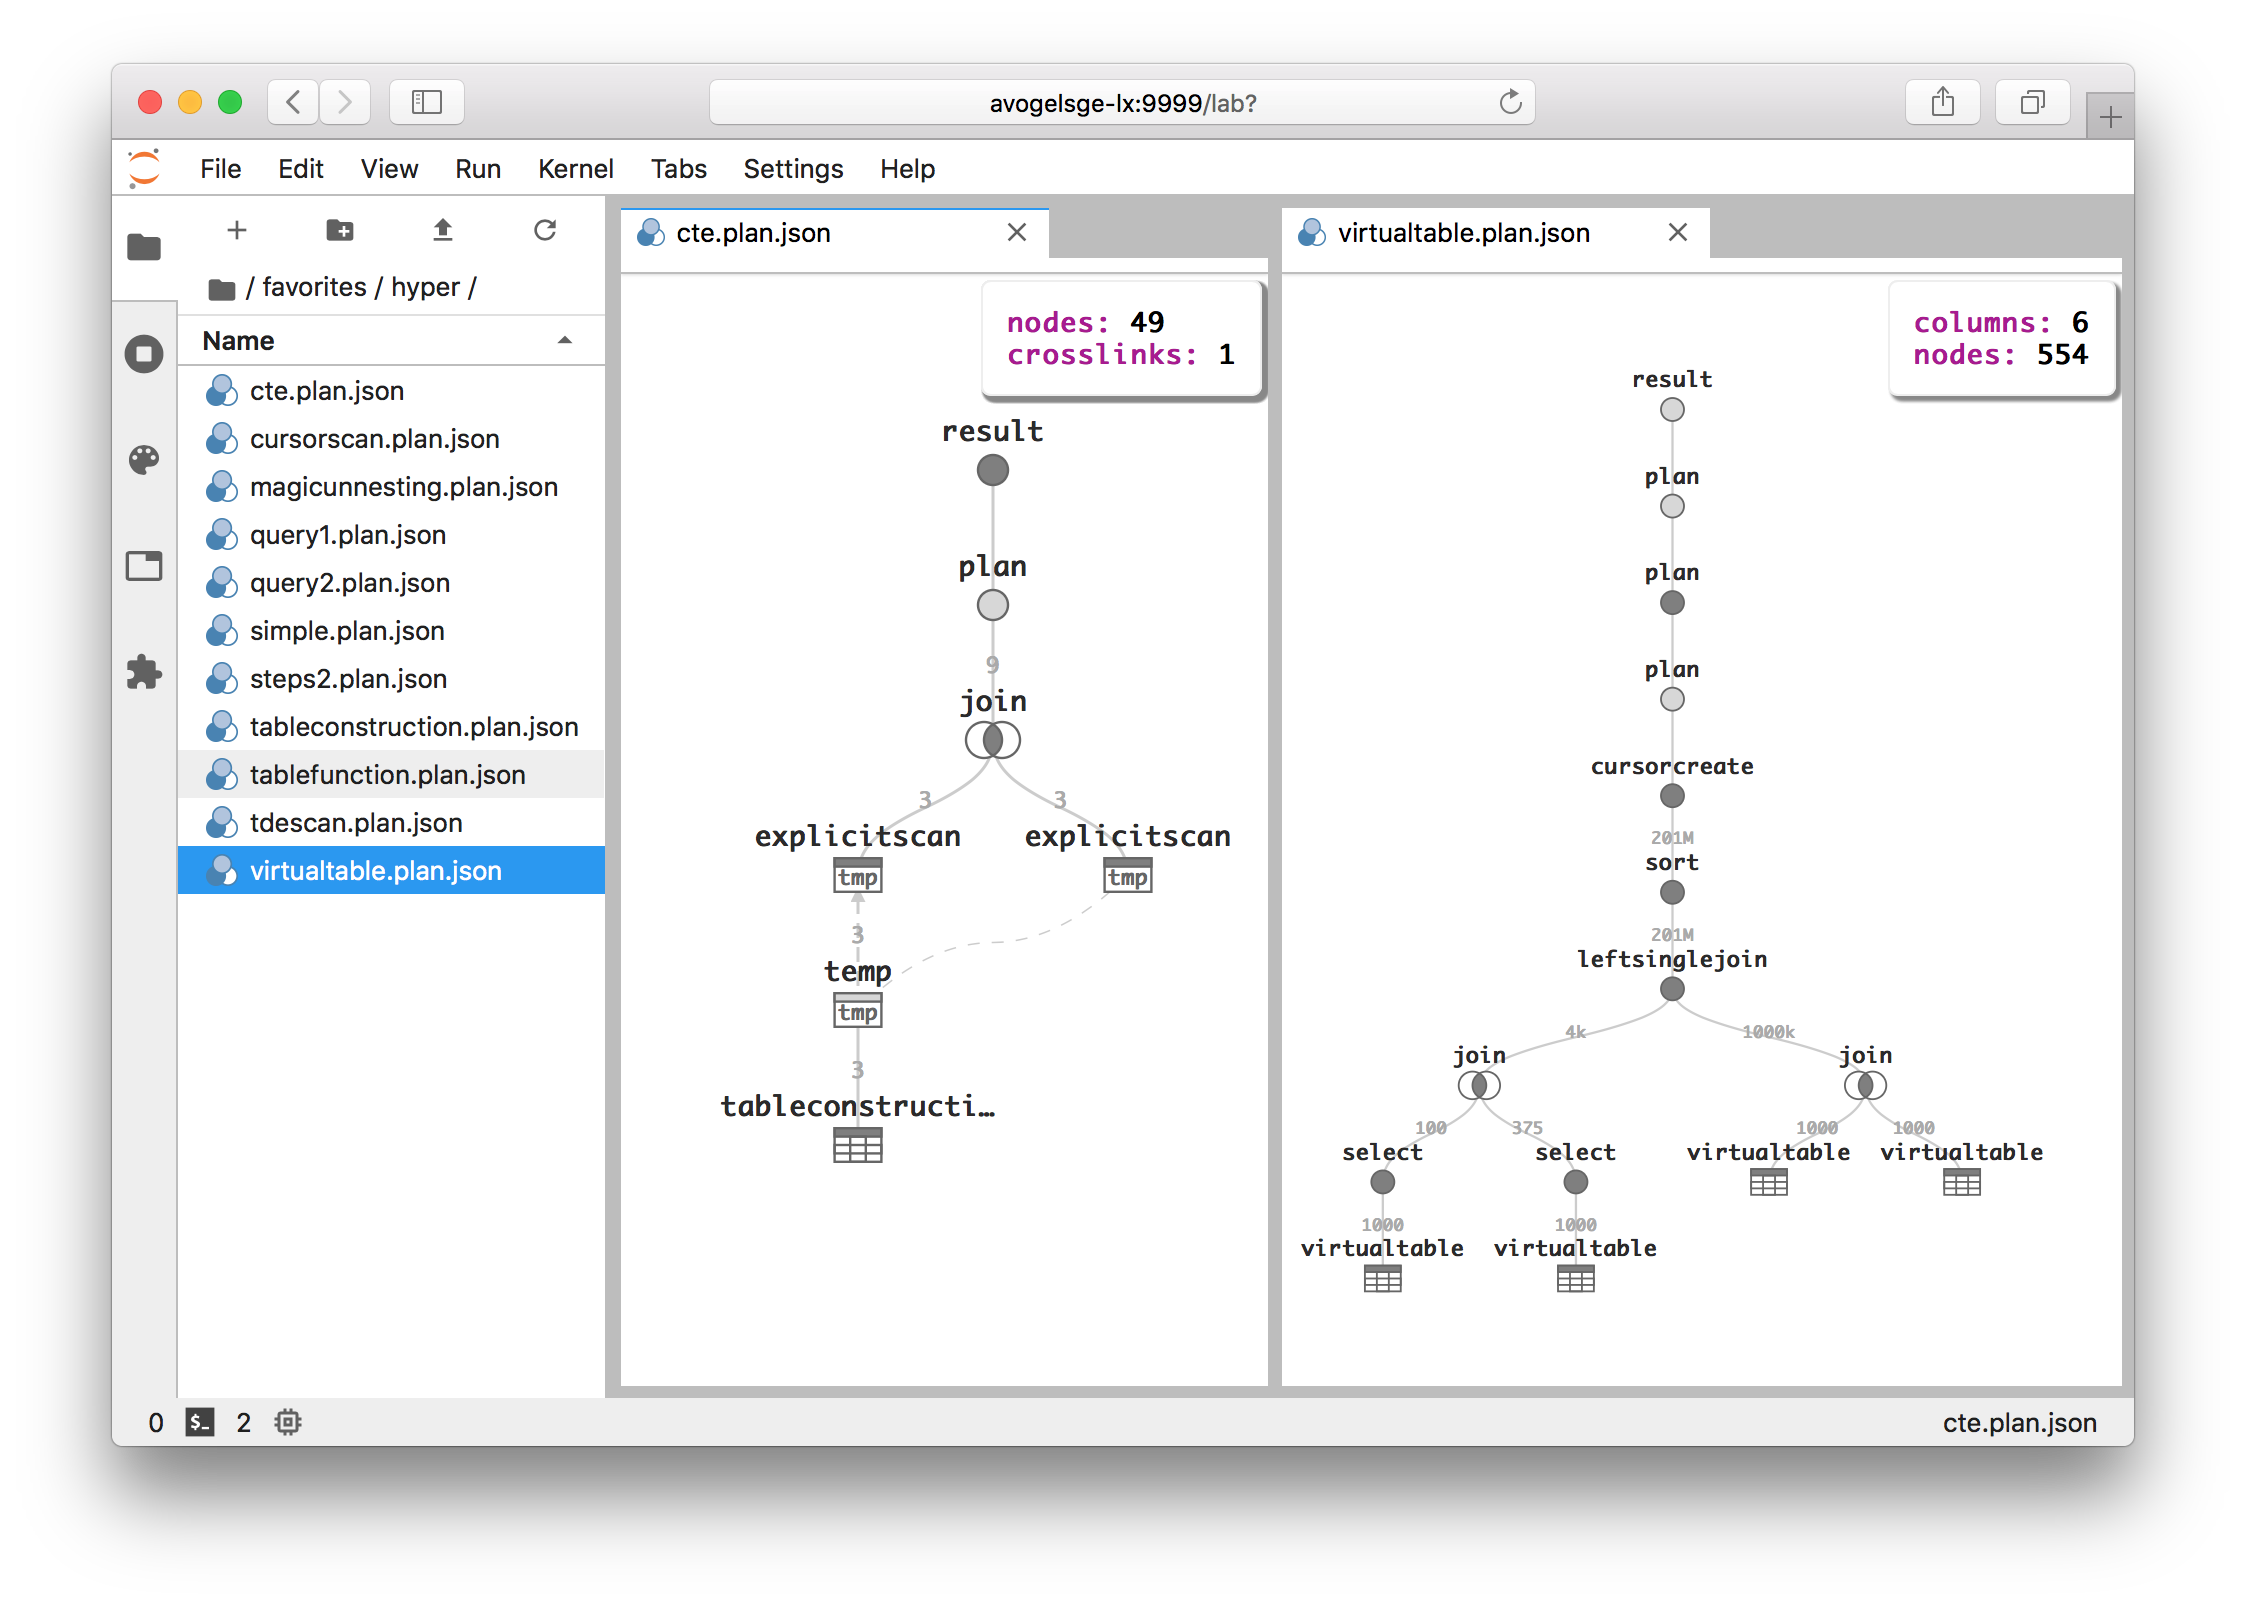 avogelsge-lx:9999/lab?
File Edit View Run Kernel Tabs Settings Help
/ favorites / hyper /
Name
cte.plan.json
cursorscan.plan.json
magicunnesting.plan.json
query1.plan.json
query2.plan.json
simple.plan.json
steps2.plan.json
tableconstruction.plan.json
tablefunction.plan.json
tdescan.plan.json
virtualtable.plan.json
cte.plan.json
nodes: 49
crosslinks: 1
result
plan
9
join
3 3
explicitscan explicitscan
tmp tmp
3
temp
tmp
3
tableconstructi…
virtualtable.plan.json
columns: 6
nodes: 554
result
plan
plan
plan
cursorcreate
201M
sort
201M
leftsinglejoin
4k 1000k
join join
100 375 1000 1000
select select virtualtable virtualtable
1000 1000
virtualtable virtualtable
0 $_ 2
cte.plan.json